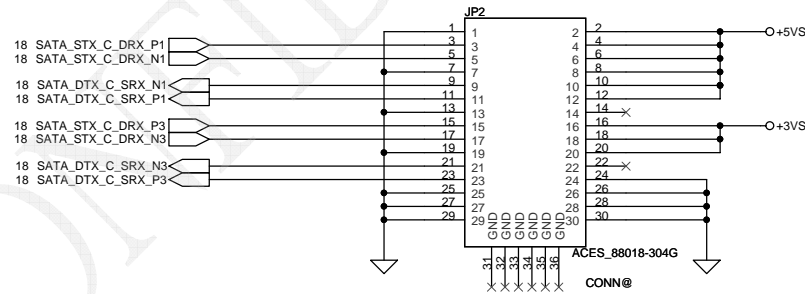 JP2
1 1 2 2 +5VS
18 SATA_STX_C_DRX_P1 3 3 4 4
18 SATA_STX_C_DRX_N1 5 5 6 6
7 7 8 8
18 SATA_DTX_C_SRX_N1 9 9 10 10
18 SATA_DTX_C_SRX_P1 11 11 12 12
13 13 14 14
18 SATA_STX_C_DRX_P3 15 15 16 16 +3VS
18 SATA_STX_C_DRX_N3 17 17 18 18
19 19 20 20
18 SATA_DTX_C_SRX_N3 21 21 22 22
18 SATA_DTX_C_SRX_P3 23 23 24 24
25 25 26 26
27 27 28 28
29 29 30 30
GND GND GND GND GND GND
31 32 33 34 35 36
ACES_88018-304G
CONN@